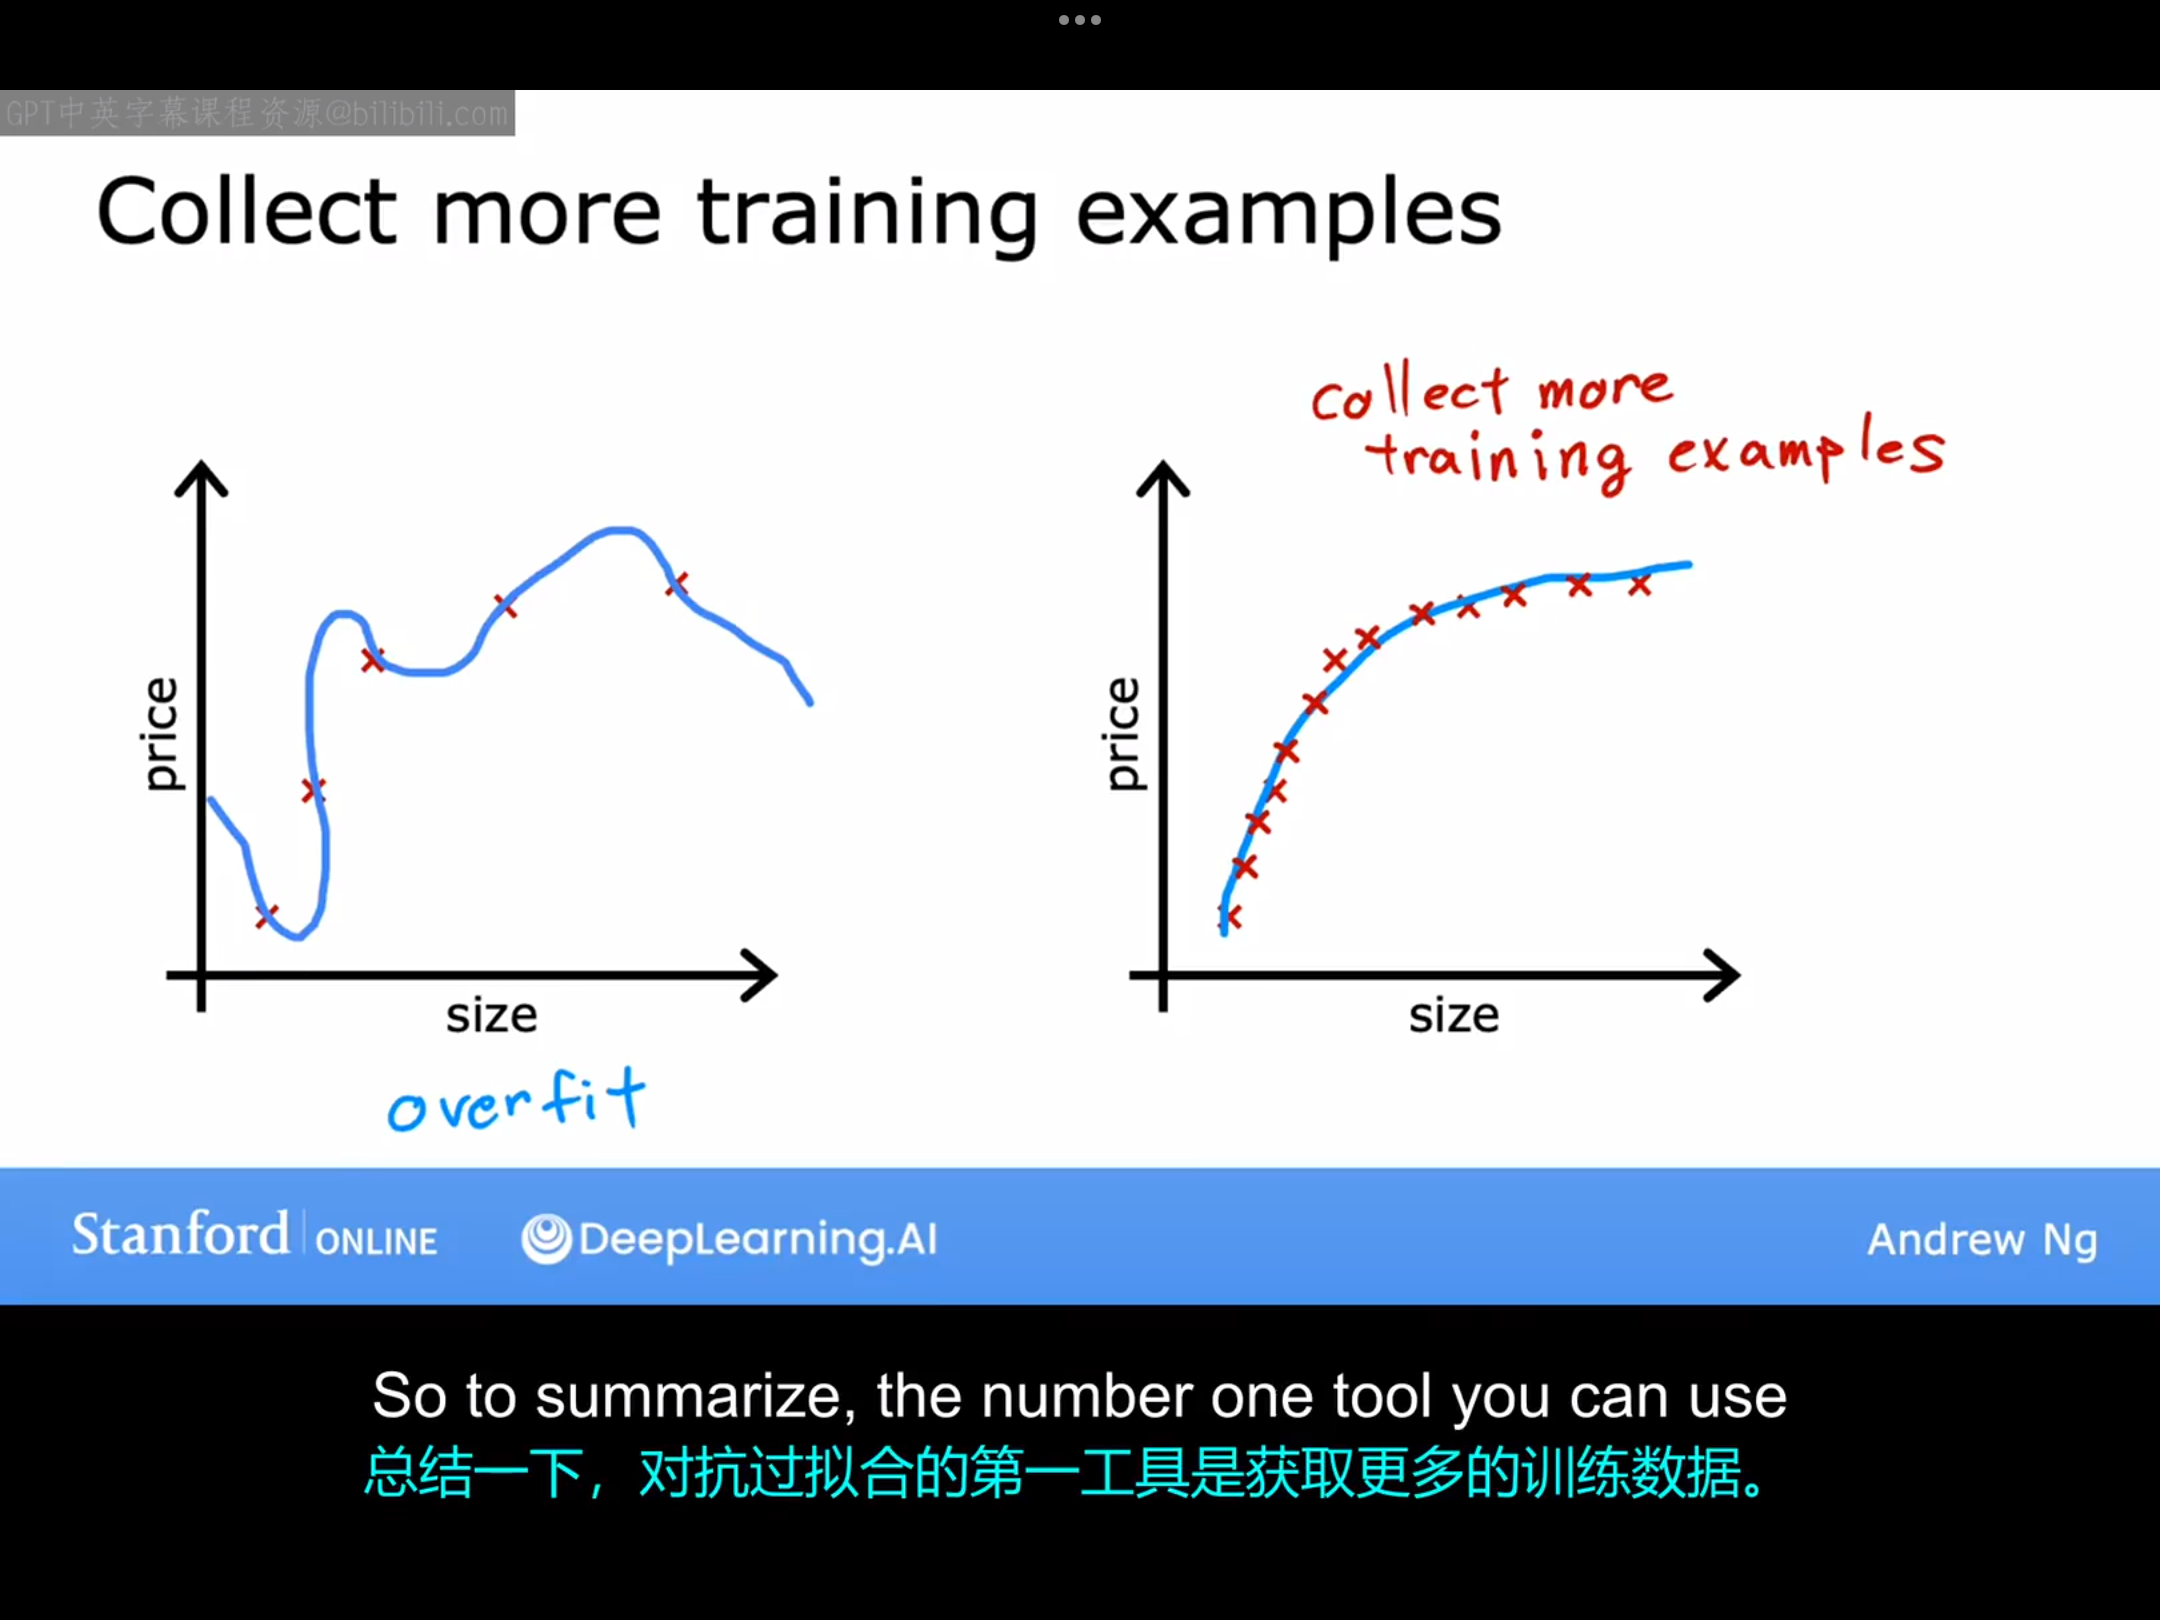 GPT中英字幕课程资源@bilibili.com
Collect more training examples
collect more
training examples
price
size
overfit
price
size
Stanford ONLINE
DeepLearning.AI
Andrew Ng
So to summarize, the number one tool you can use
总结一下，对抗过拟合的第一工具是获取更多的训练数据。